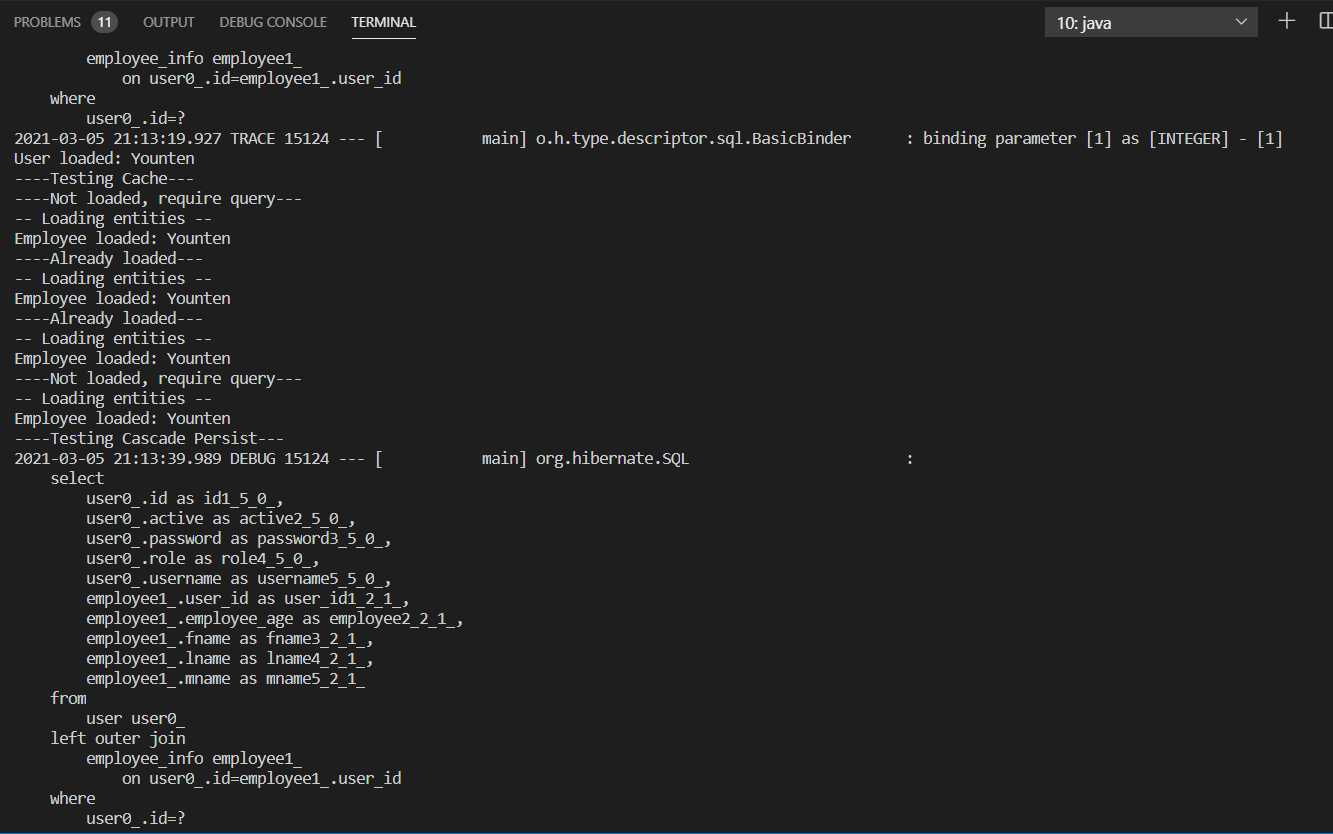 PROBLEMS 11 OUTPUT DEBUG CONSOLE TERMINAL 10: java
employee_info employee1_
on user0_.id=employee1_.user_id
where
user0_.id=?
2021-03-05 21:13:19.927 TRACE 15124 --- [           main] o.h.type.descriptor.sql.BasicBinder      : binding parameter [1] as [INTEGER] - [1]
User loaded: Younten
----Testing Cache---
----Not loaded, require query---
-- Loading entities --
Employee loaded: Younten
----Already loaded---
-- Loading entities --
Employee loaded: Younten
----Already loaded---
-- Loading entities --
Employee loaded: Younten
----Not loaded, require query---
-- Loading entities --
Employee loaded: Younten
----Testing Cascade Persist---
2021-03-05 21:13:39.989 DEBUG 15124 --- [           main] org.hibernate.SQL                        :
select
user0_.id as id1_5_0_,
user0_.active as active2_5_0_,
user0_.password as password3_5_0_,
user0_.role as role4_5_0_,
user0_.username as username5_5_0_,
employee1_.user_id as user_id1_2_1_,
employee1_.employee_age as employee2_2_1_,
employee1_.fname as fname3_2_1_,
employee1_.lname as lname4_2_1_,
employee1_.mname as mname5_2_1_
from
user user0_
left outer join
employee_info employee1_
on user0_.id=employee1_.user_id
where
user0_.id=?